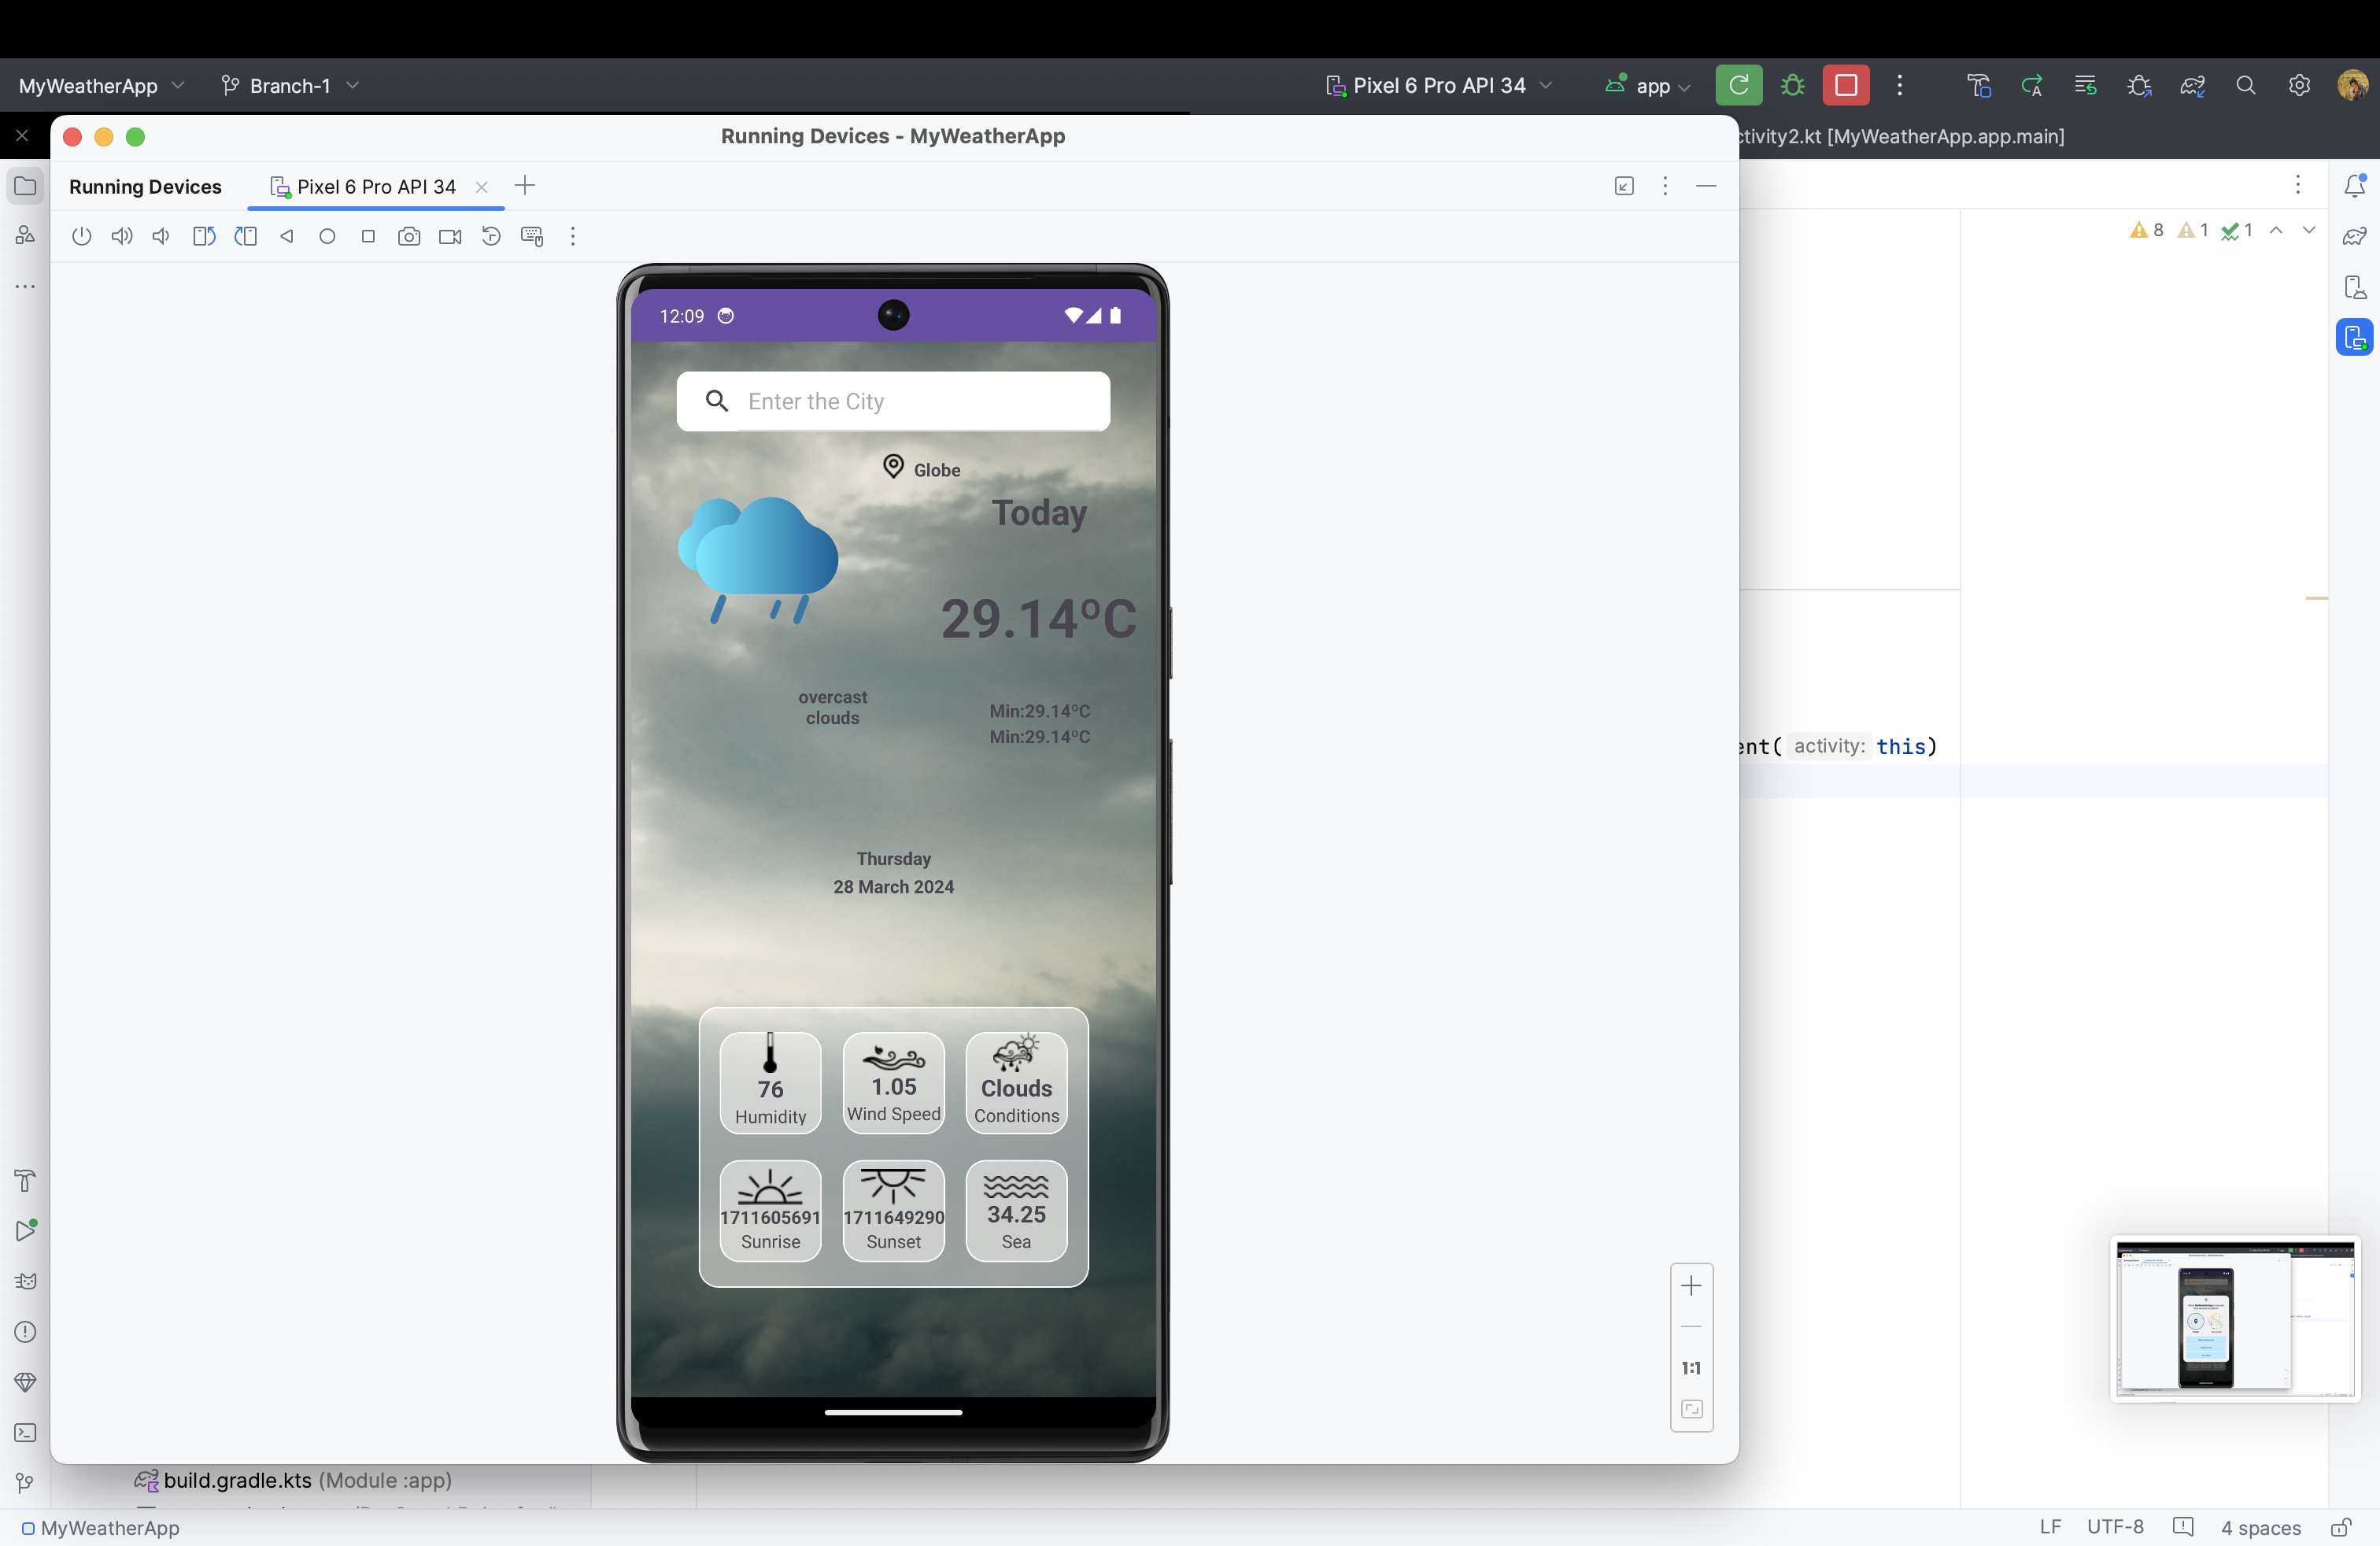 MyWeatherApp
Branch-1
Pixel 6 Pro API 34
app
Running Devices - MyWeatherApp
ctivity2.kt [MyWeatherApp.app.main]
Running Devices
Pixel 6 Pro API 34
8
1
1
12:09
Enter the City
Globe
Today
29.14ºC
overcast
clouds
Min:29.14ºC
Min:29.14ºC
ent( activity: this)
Thursday
28 March 2024
76
Humidity
1.05
Wind Speed
Clouds
Conditions
1711605691
Sunrise
1711649290
Sunset
34.25
Sea
1:1
build.gradle.kts (Module :app)
MyWeatherApp
LF
UTF-8
4 spaces